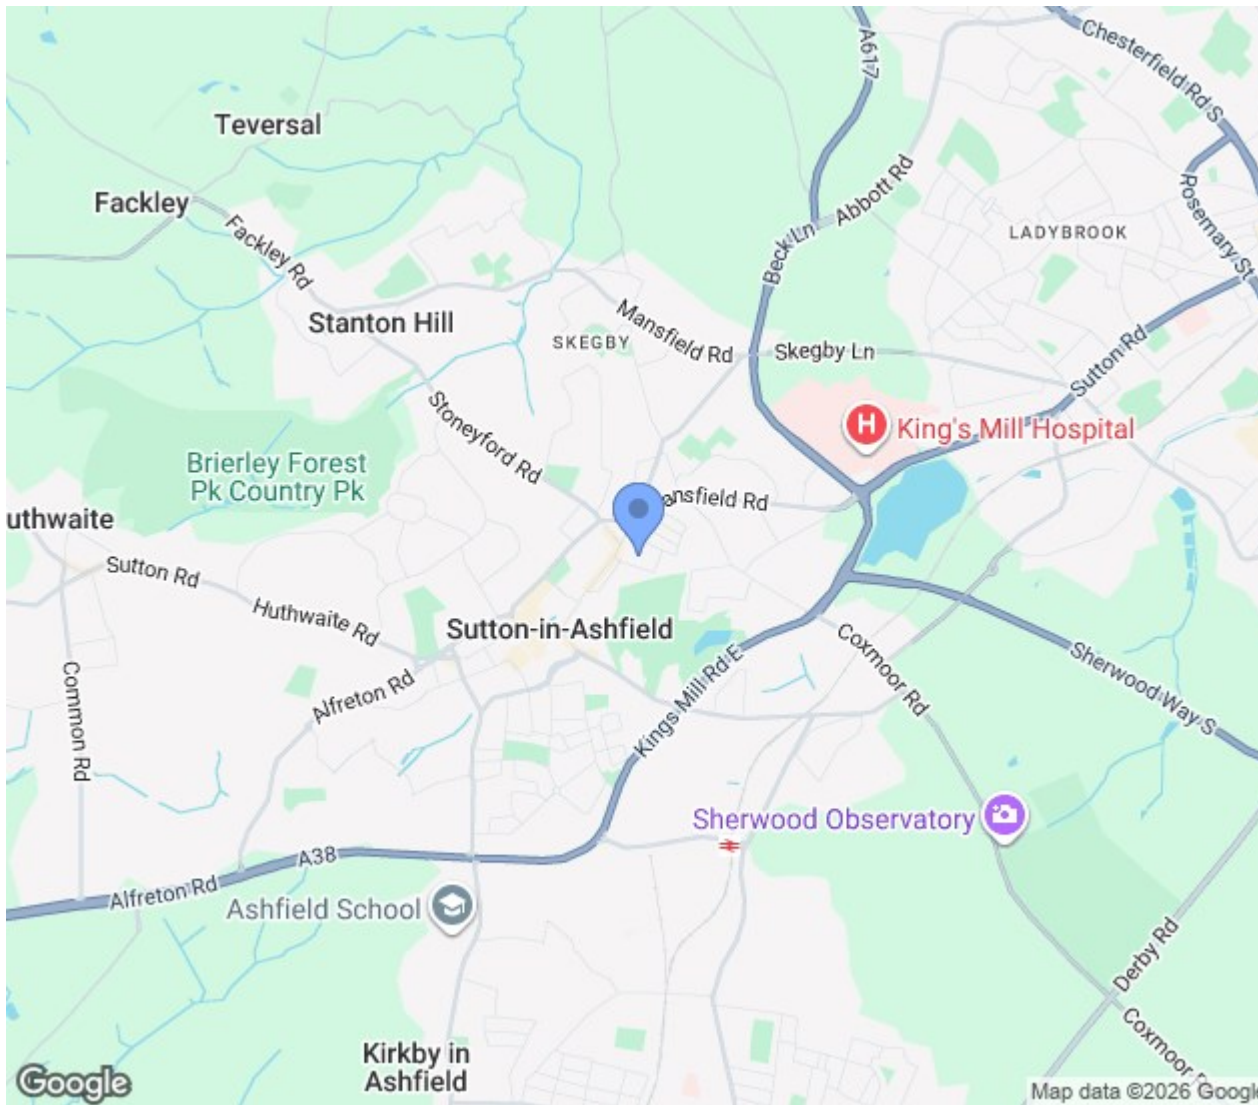 A617
Chesterfield Rd S
Teversal
Abbott Rd
Rosemary St
Fackley
Fackley Rd
LADYBROOK
Beck Ln
Stanton Hill
SKEGBY
Mansfield Rd
Skegby Ln
Sutton Rd
Stoneyford Rd
H
King's Mill Hospital
Brierley Forest
Pk Country Pk
ansfield Rd
uthwaite
Sutton Rd
Huthwaite Rd
Sutton-in-Ashfield
Coxmoor Rd
Sherwood Way S
Common Rd
Alfreton Rd
Kings Mill Rd E
Sherwood Observatory
A38
Alfreton Rd
Ashfield School
Derby Rd
Coxmoor R
Kirkby in
Ashfield
Google
Map data ©2026 Googl